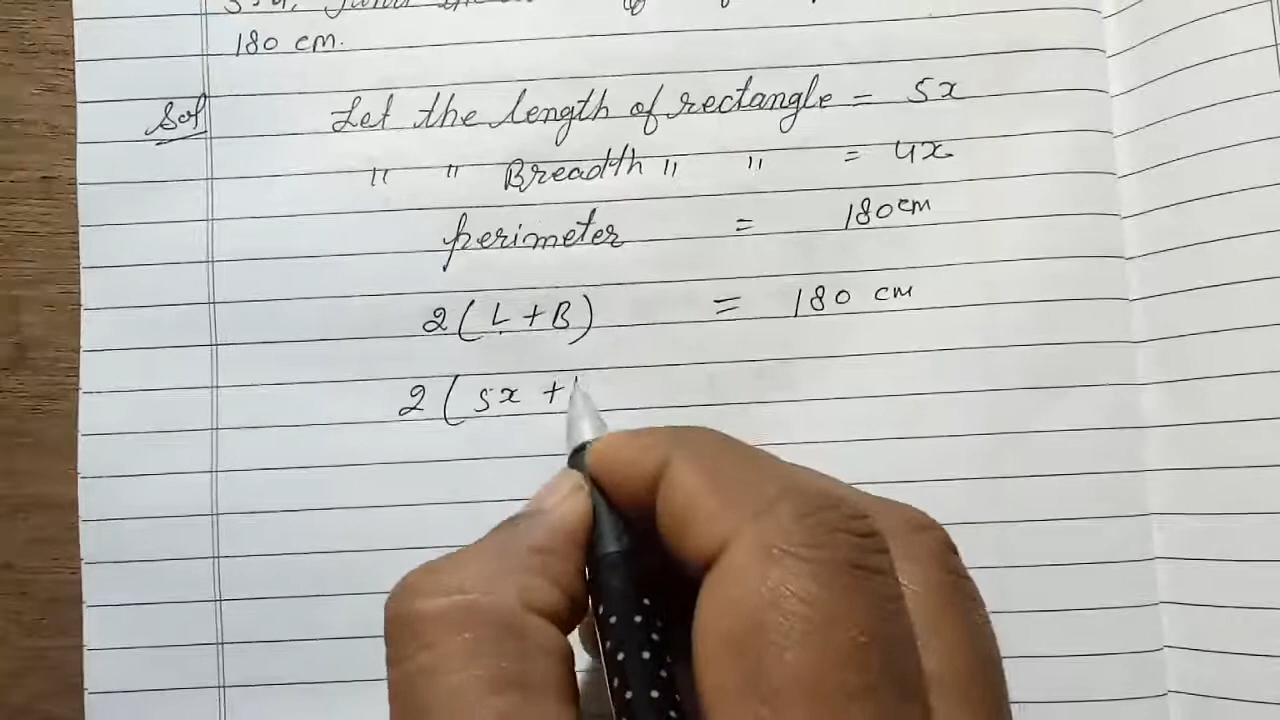 180 cm.
Sol Let the length of rectangle = 5x
" " Breadth " " = 4x
perimeter = 180cm
2 ( L + B ) = 180 cm
2 ( 5x +